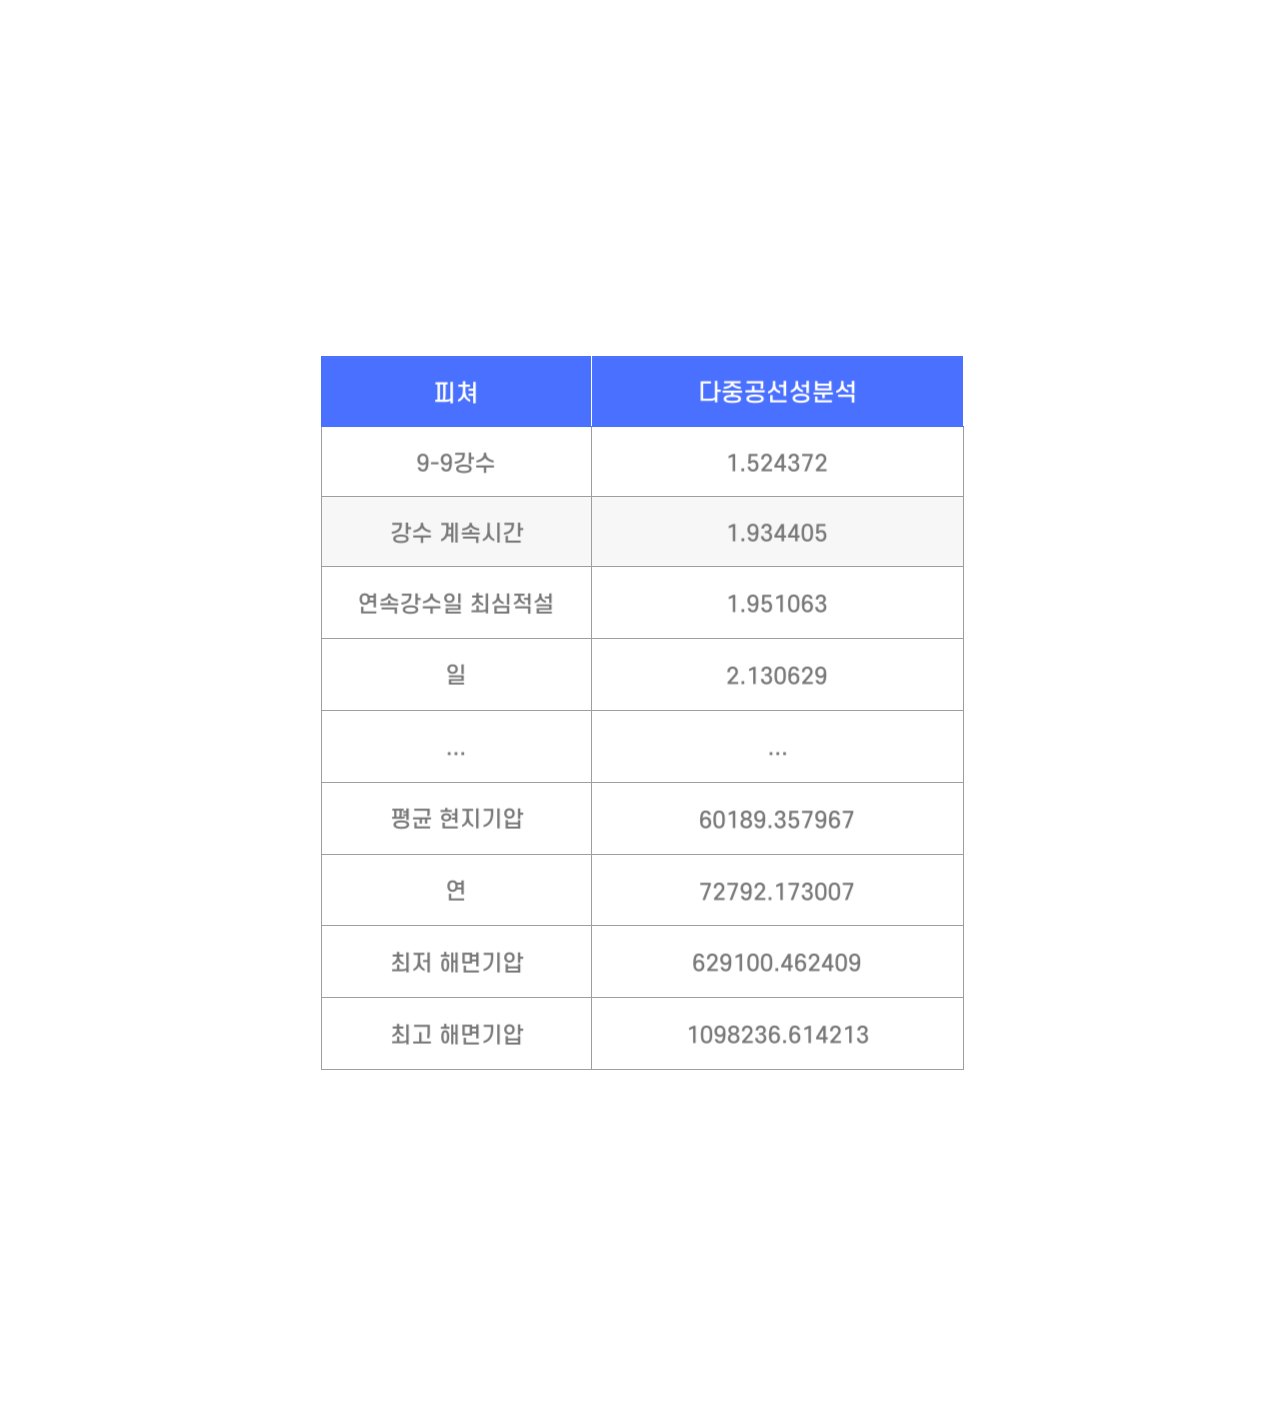 피쳐 다중공선성분석
9-9강수 1.524372
강수 계속시간 1.934405
연속강수일 최심적설 1.951063
일 2.130629
... ...
평균 현지기압 60189.357967
연 72792.173007
최저 해면기압 629100.462409
최고 해면기압 1098236.614213